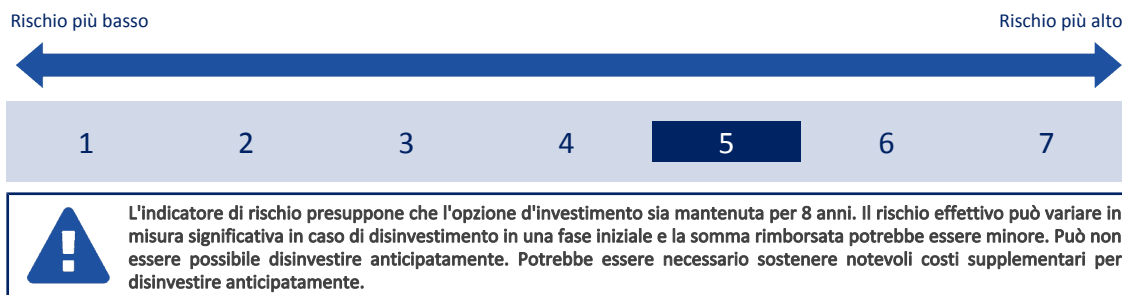 Rischio più basso Rischio più alto
1 2 3 4 5 6 7
L'indicatore di rischio presuppone che l'opzione d'investimento sia mantenuta per 8 anni. Il rischio effettivo può variare in
misura significativa in caso di disinvestimento in una fase iniziale e la somma rimborsata potrebbe essere minore. Può non
essere possibile disinvestire anticipatamente. Potrebbe essere necessario sostenere notevoli costi supplementari per
disinvestire anticipatamente.